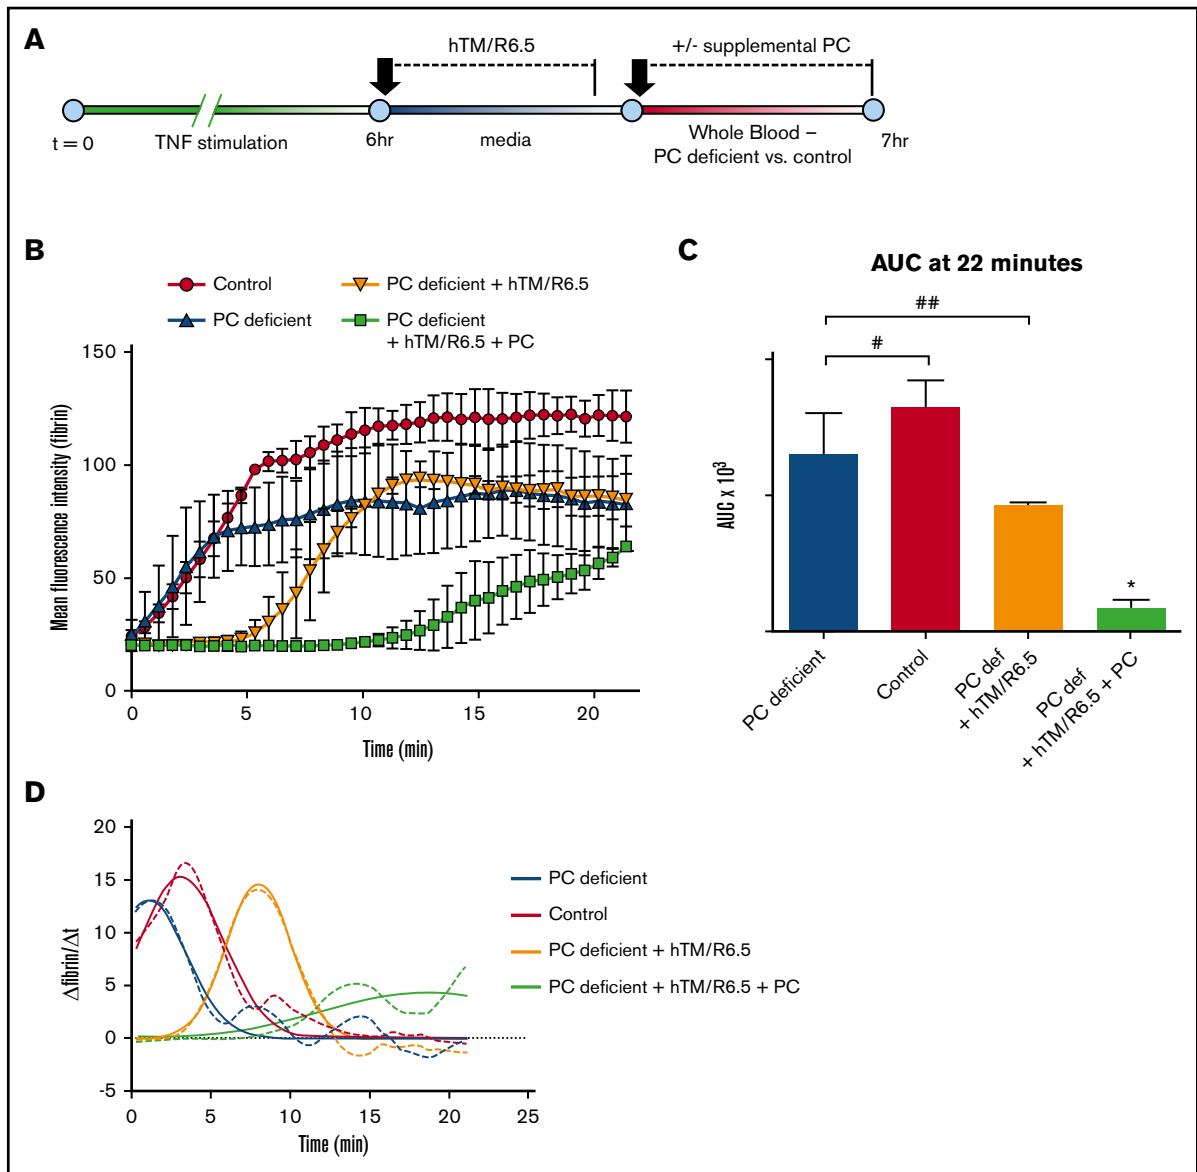 A
hTM/R6.5
+/- supplemental PC
t = 0
TNF stimulation
6hr
media
Whole Blood –
PC deficient vs. control
7hr
B
Control
PC deficient
PC deficient + hTM/R6.5
PC deficient
+ hTM/R6.5 + PC
Mean fluorescence intensity (fibrin)
150
100
50
0
0
5
10
15
20
Time (min)
C
AUC at 22 minutes
##
#
*
AUC x 10³
PC deficient
Control
PC def
+ hTM/R6.5
PC def
+ hTM/R6.5 + PC
D
Δfibrin/Δt
20
15
10
5
0
-5
0
5
10
15
20
25
Time (min)
PC deficient
Control
PC deficient + hTM/R6.5
PC deficient + hTM/R6.5 + PC